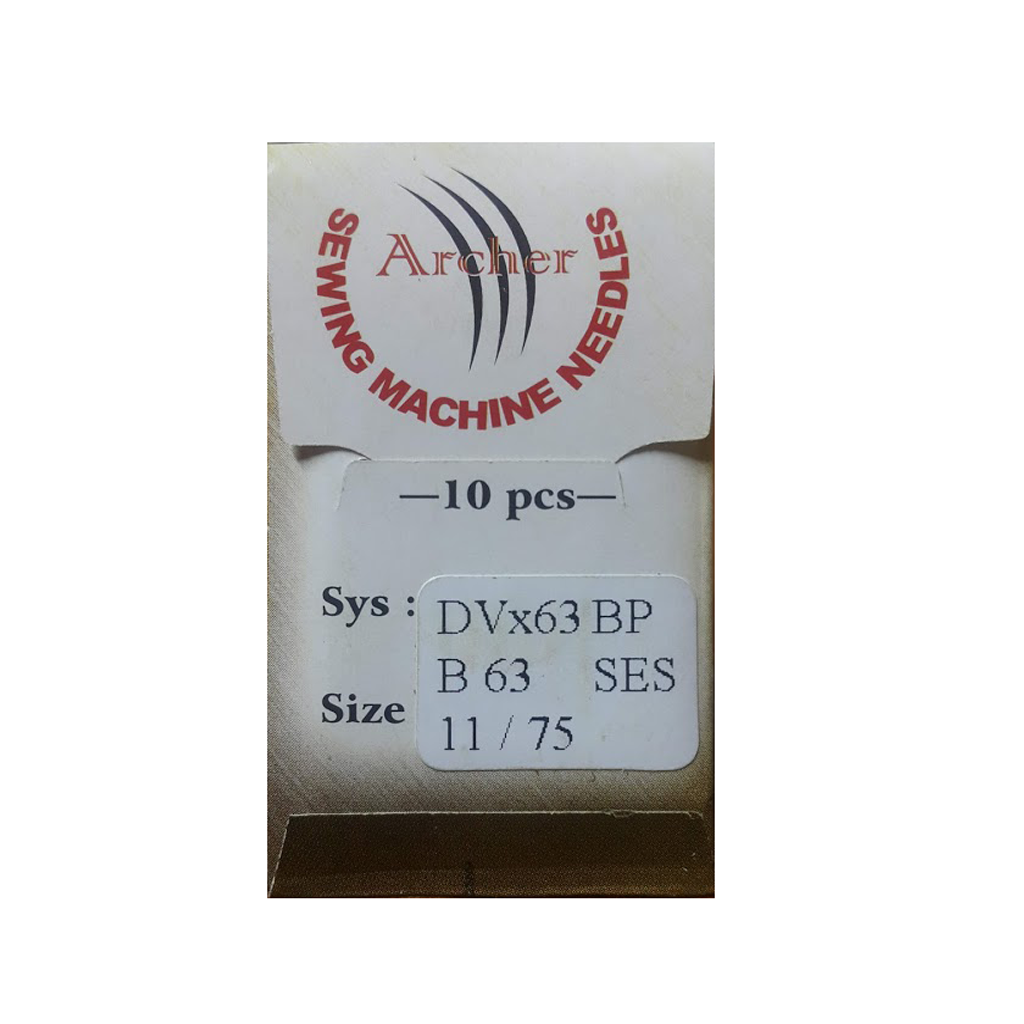 Archer
SEWING MACHINE NEEDLES
—10 pcs—
Sys : DVx63 BP
B 63 SES
Size 11 / 75